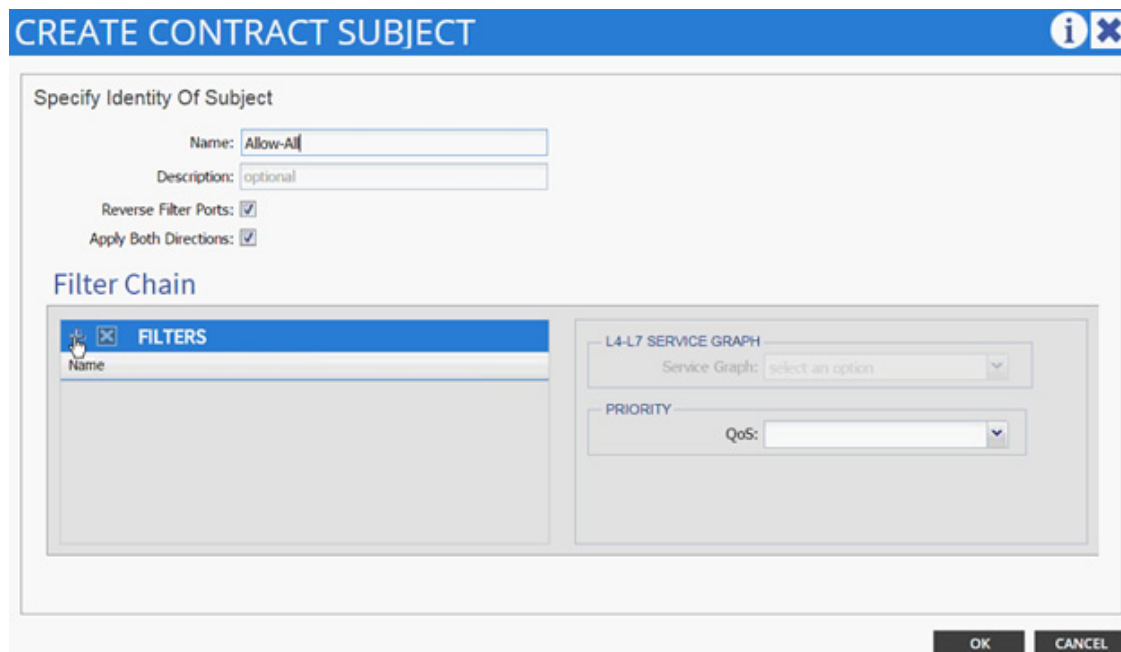 CREATE CONTRACT SUBJECT
Specify Identity Of Subject
Name: Allow-All
Description: optional
Reverse Filter Ports:
Apply Both Directions:
Filter Chain
FILTERS
Name
L4-L7 SERVICE GRAPH
Service Graph: select an option
PRIORITY
QoS:
OK CANCEL